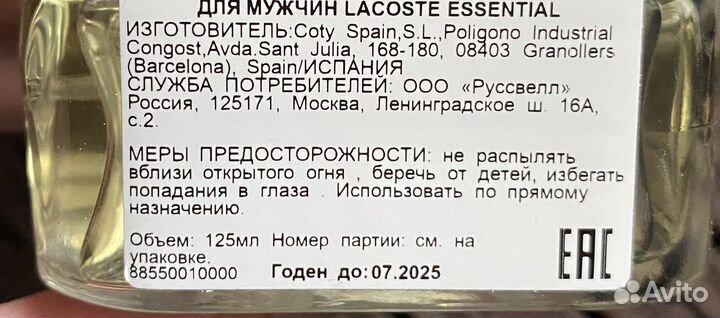 ДЛЯ МУЖЧИН LACOSTE ESSENTIAL
ИЗГОТОВИТЕЛЬ:Coty Spain,S.L.,Poligono Industrial
Congost,Avda.Sant Julia, 168-180, 08403 Granollers
(Barcelona), Spain/ИСПАНИЯ
СЛУЖБА ПОТРЕБИТЕЛЕЙ: ООО «Руссвелл»
Россия, 125171, Москва, Ленинградское ш. 16А,
с.2.
МЕРЫ ПРЕДОСТОРОЖНОСТИ: не распылять
вблизи открытого огня , беречь от детей, избегать
попадания в глаза . Использовать по прямому
назначению.
Объем: 125мл Номер партии: см. на
упаковке.
88550010000 Годен до:07.2025
EAC
Avito